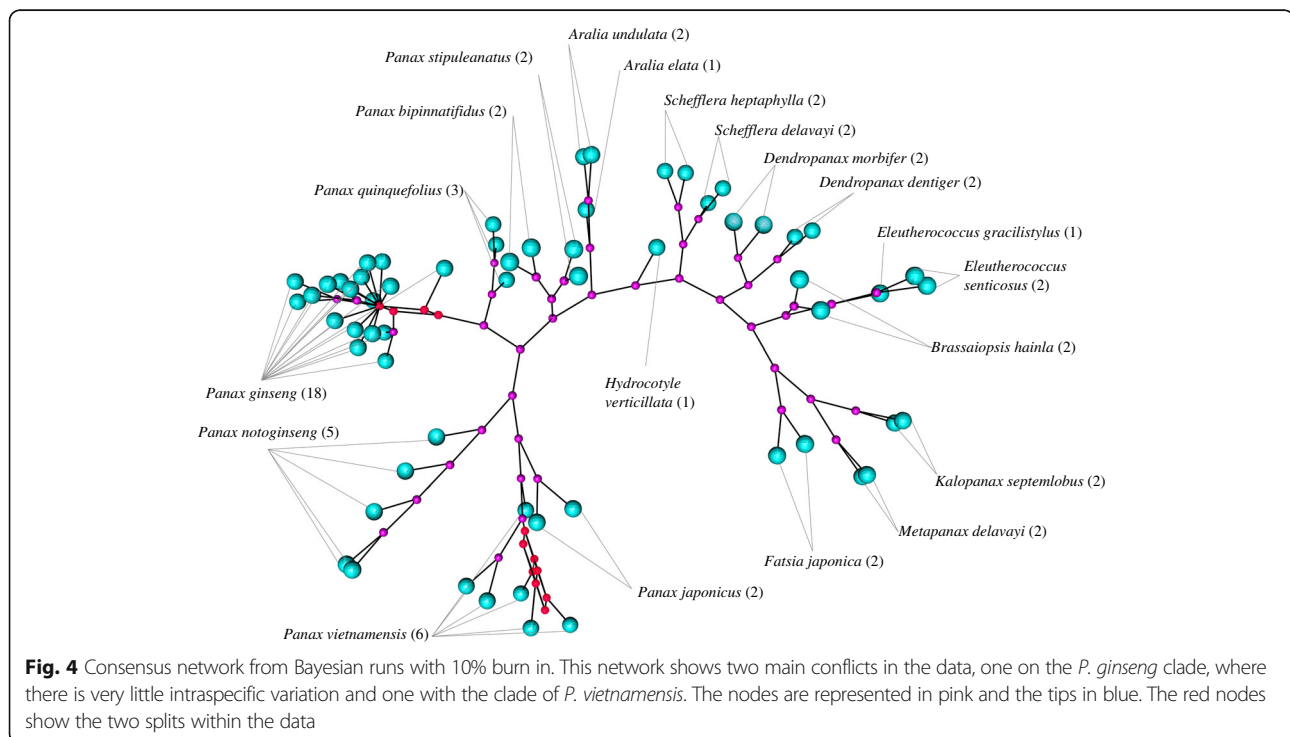 Aralia undulata (2)
Panax stipuleanatus (2)
Aralia elata (1)
Schefflera heptaphylla (2)
Panax bipinnatifidus (2)
Schefflera delavayi (2)
Dendropanax morbifer (2)
Panax quinquefolius (3)
Dendropanax dentiger (2)
Eleutherococcus gracilistylus (1)
Eleutherococcus
senticosus (2)
Brassaiopsis hainla (2)
Hydrocotyle
verticillata (1)
Panax ginseng (18)
Panax notoginseng (5)
Kalopanax septemlobus (2)
Metapanax delavayi (2)
Fatsia japonica (2)
Panax japonicus (2)
Panax vietnamensis (6)
Fig. 4 Consensus network from Bayesian runs with 10% burn in. This network shows two main conflicts in the data, one on the P. ginseng clade, where
there is very little intraspecific variation and one with the clade of P. vietnamensis. The nodes are represented in pink and the tips in blue. The red nodes
show the two splits within the data